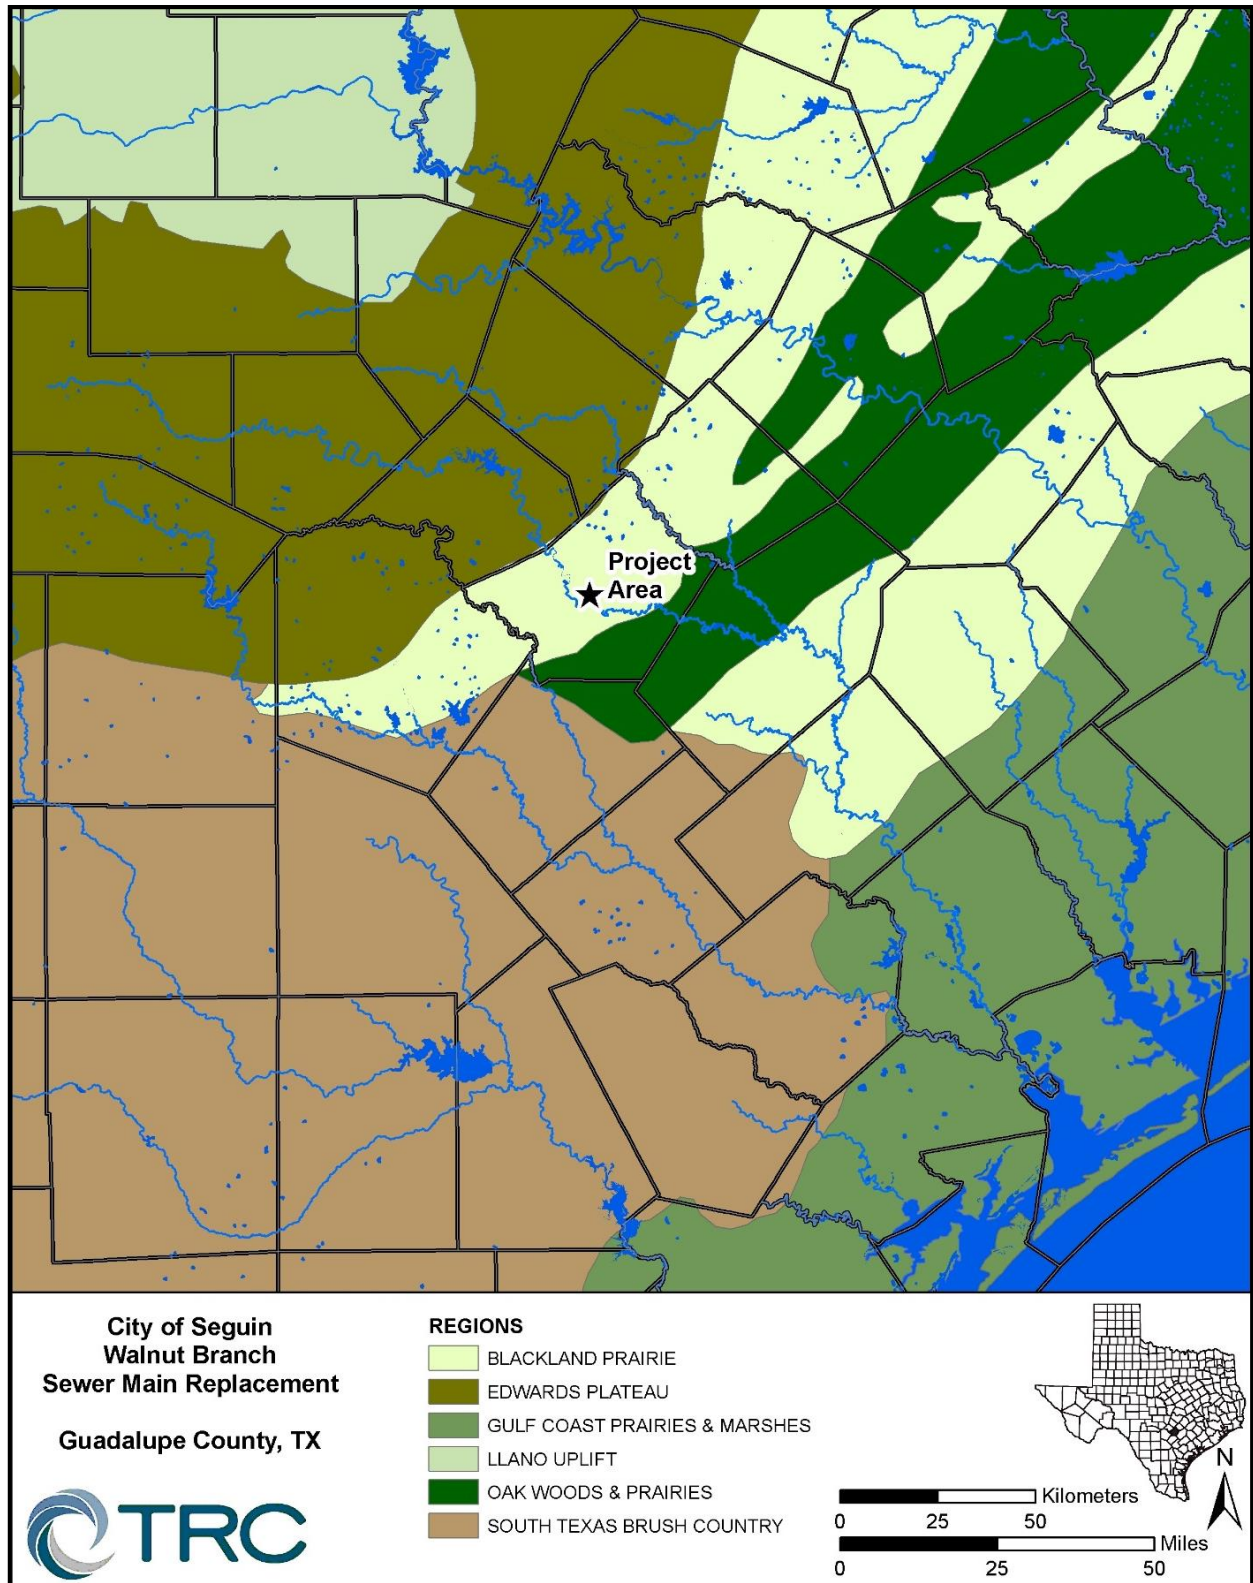 Project
Area
City of Seguin
Walnut Branch
Sewer Main Replacement
Guadalupe County, TX
TRC
REGIONS
BLACKLAND PRAIRIE
EDWARDS PLATEAU
GULF COAST PRAIRIES & MARSHES
LLANO UPLIFT
OAK WOODS & PRAIRIES
SOUTH TEXAS BRUSH COUNTRY
N
Kilometers
0 25 50
Miles
0 25 50